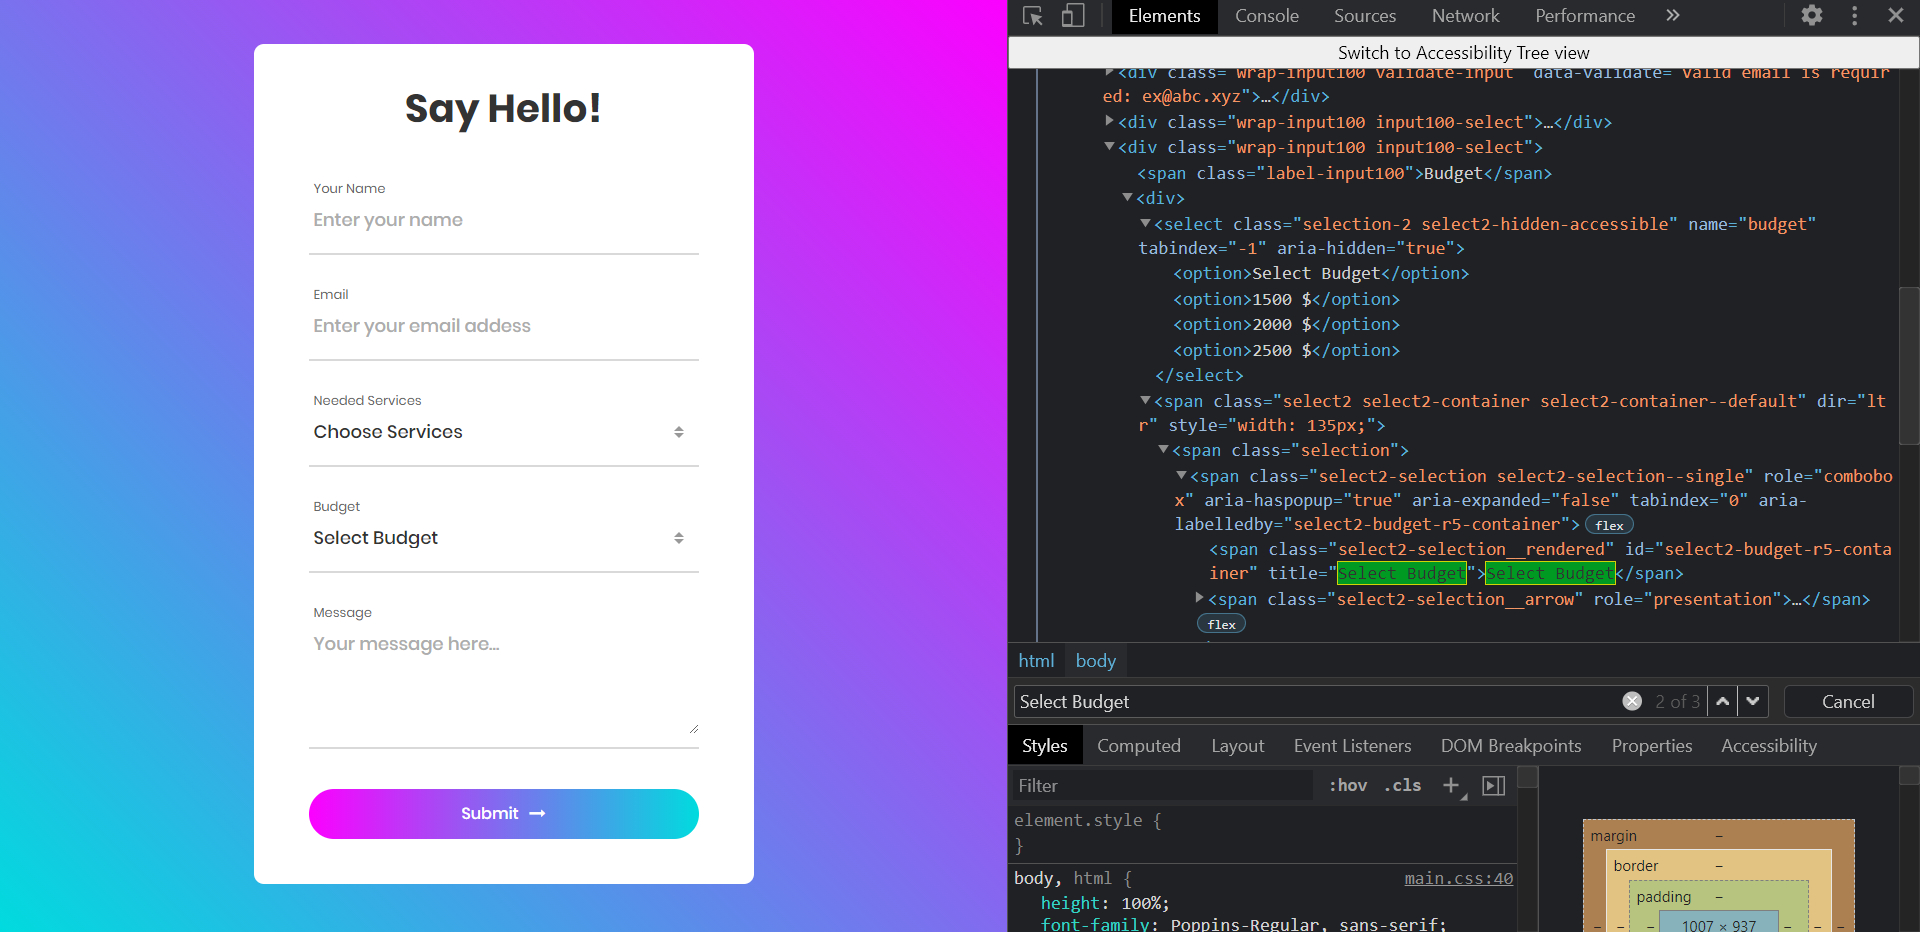 Say Hello!
Your Name
Enter your name
Email
Enter your email addess
Needed Services
Choose Services
Budget
Select Budget
Message
Your message here...
Submit
Elements Console Sources Network Performance
Switch to Accessibility Tree view
<div class="wrap-input100 validate-input" data-validate="Valid email is requir
ed: ex@abc.xyz">…</div>
<div class="wrap-input100 input100-select">…</div>
<div class="wrap-input100 input100-select">
<span class="label-input100">Budget</span>
<div>
<select class="selection-2 select2-hidden-accessible" name="budget"
tabindex="-1" aria-hidden="true">
<option>Select Budget</option>
<option>1500 $</option>
<option>2000 $</option>
<option>2500 $</option>
</select>
<span class="select2 select2-container select2-container--default" dir="lt
r" style="width: 135px;">
<span class="selection">
<span class="select2-selection select2-selection--single" role="combobo
x" aria-haspopup="true" aria-expanded="false" tabindex="0" aria-
labelledby="select2-budget-r5-container"> flex
<span class="select2-selection__rendered" id="select2-budget-r5-conta
iner" title="Select Budget">Select Budget</span>
<span class="select2-selection__arrow" role="presentation">…</span>
flex
html body
Select Budget 2 of 3 Cancel
Styles Computed Layout Event Listeners DOM Breakpoints Properties Accessibility
Filter :hov .cls
element.style {
}
body, html { main.css:40
height: 100%;
font-family: Poppins-Regular, sans-serif;
margin –
border –
padding –
– – – 1007 × 937 – – –